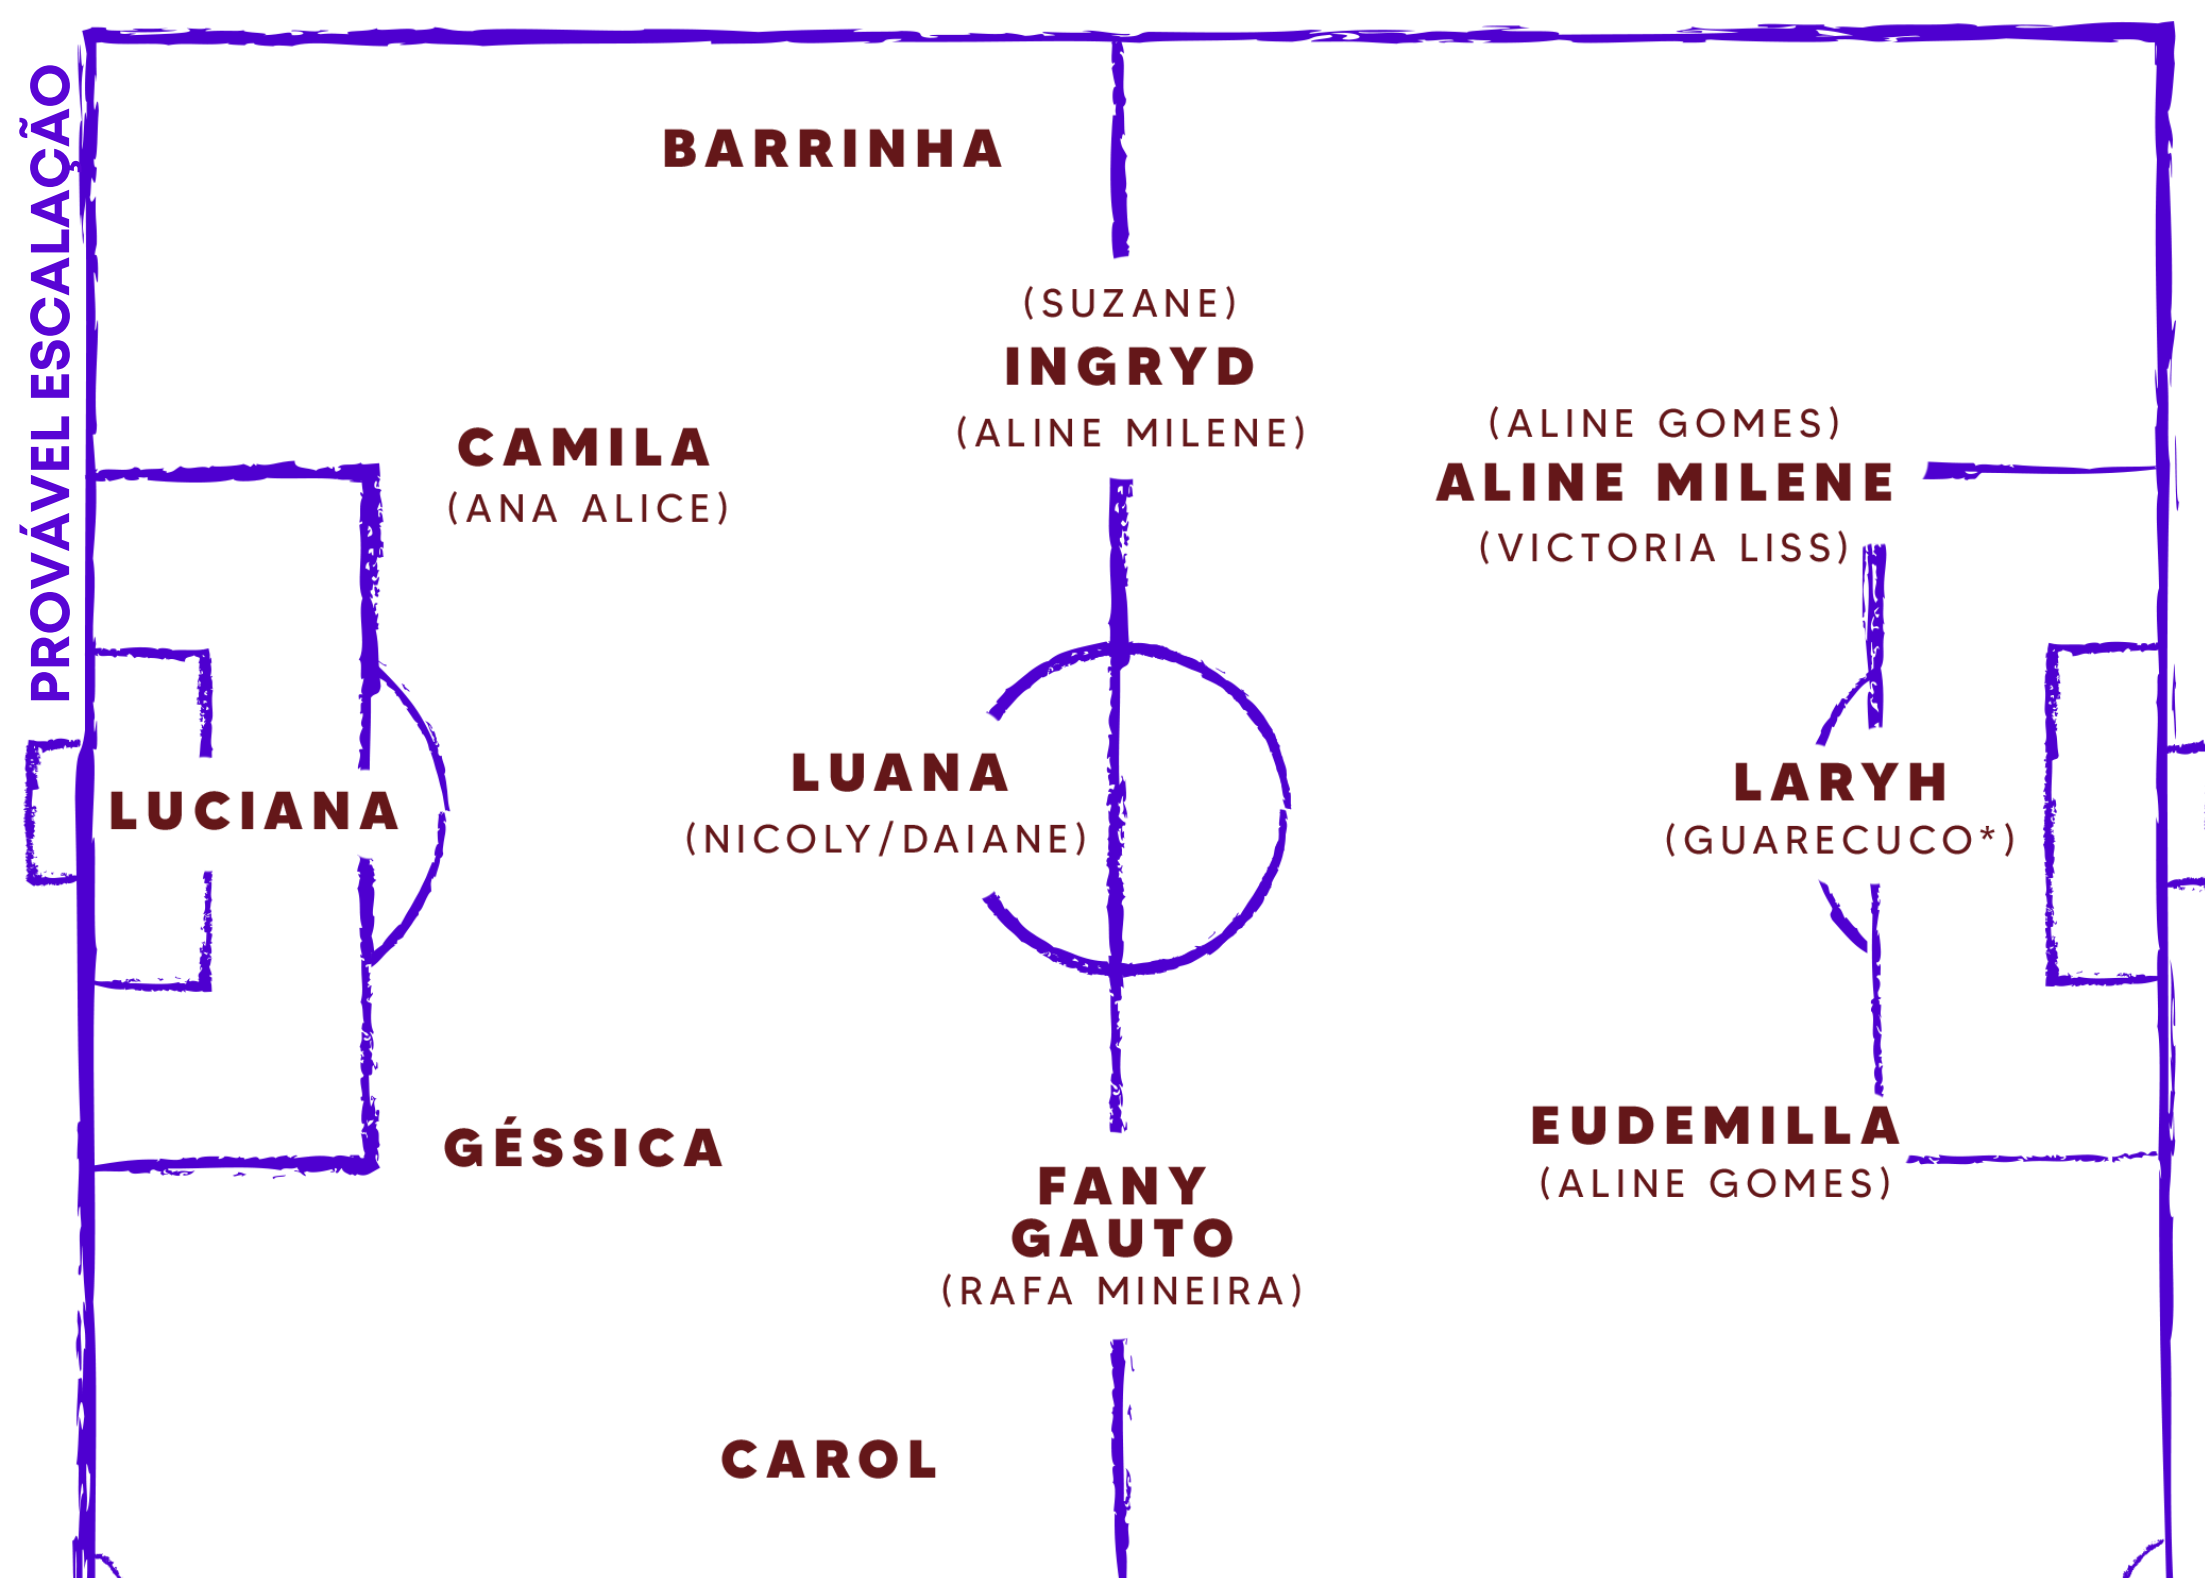 PROVÁVEL ESCALAÇÃO
BARRINHA
(SUZANE)
INGRYD
(ALINE MILENE)
CAMILA
(ANA ALICE)
(ALINE GOMES)
ALINE MILENE
(VICTORIA LISS)
LUCIANA
LUANA
(NICOLY/DAIANE)
LARYH
(GUARECUCO*)
GÉSSICA
FANY
GAUTO
(RAFA MINEIRA)
EUDEMILLA
(ALINE GOMES)
CAROL